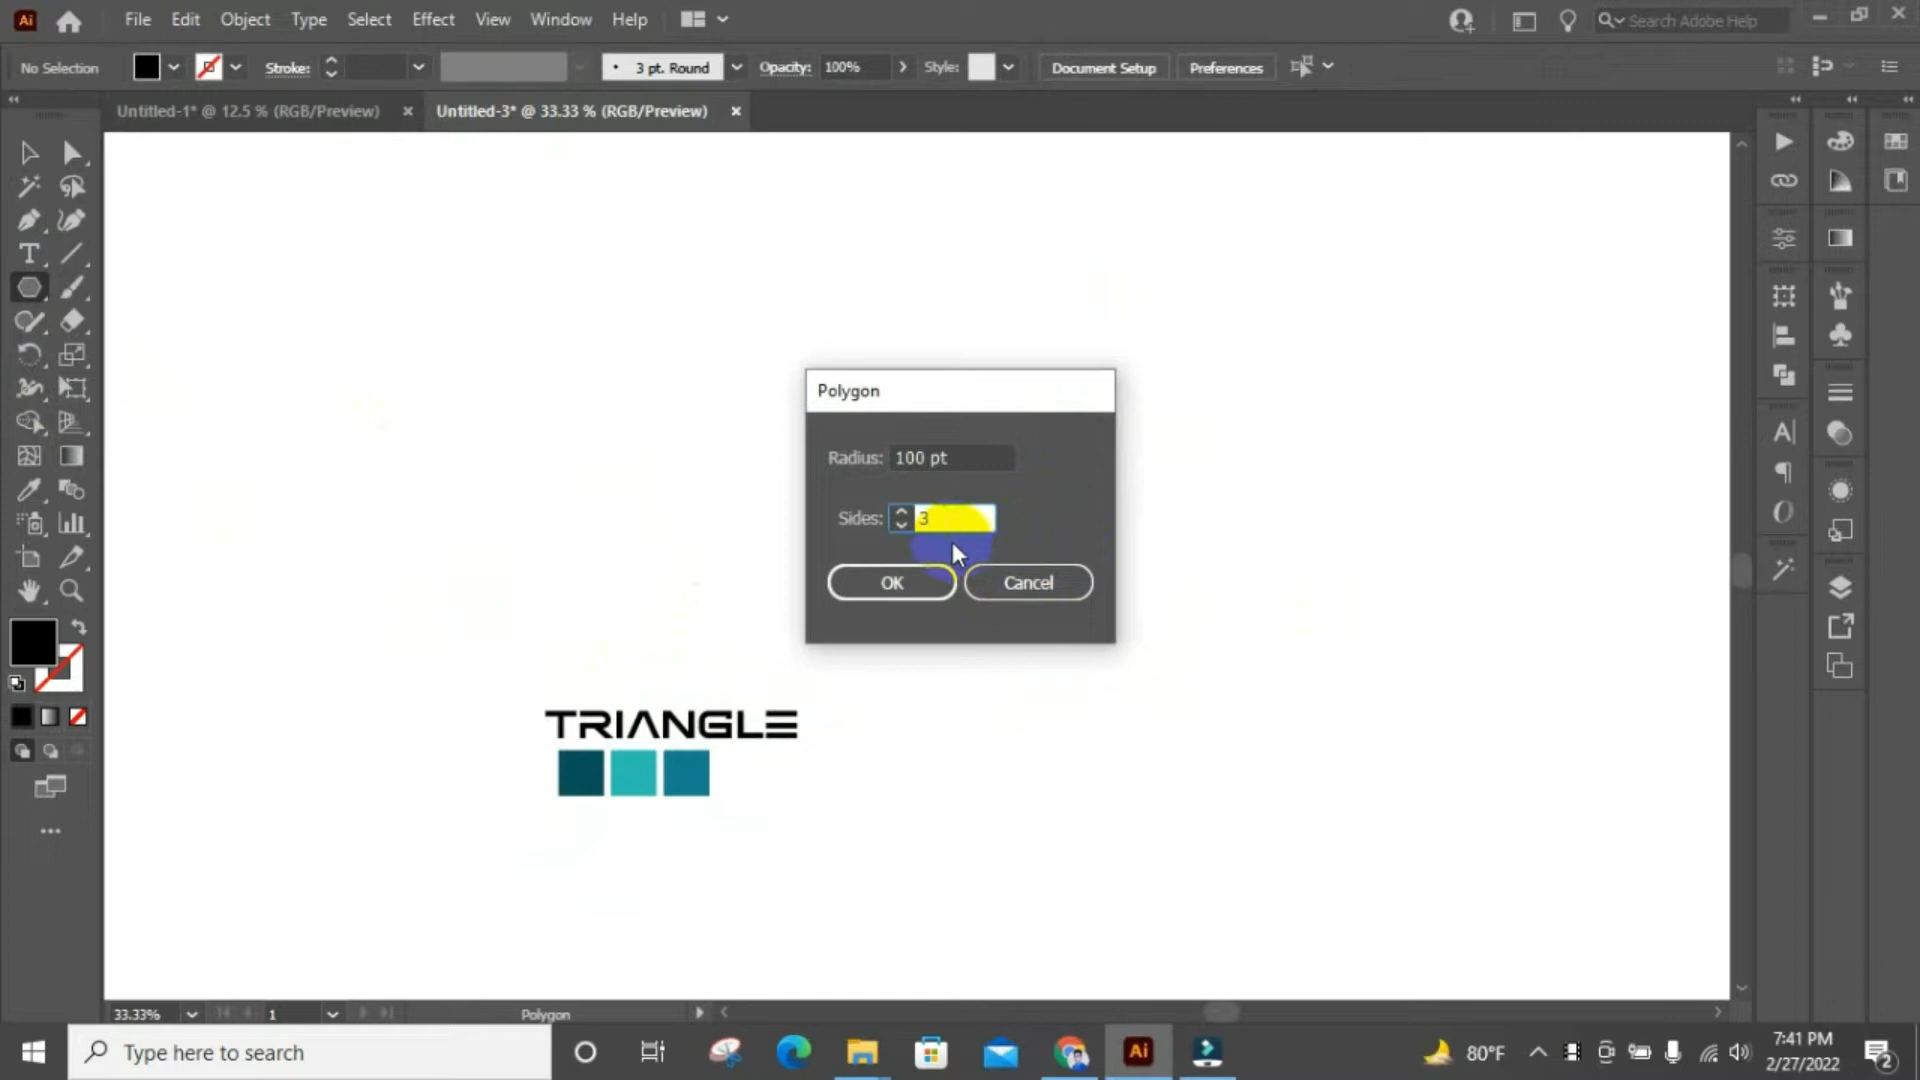 Ai File Edit Object Type Select Effect View Window Help Search Adobe Help
No Selection Stroke: 3 pt. Round Opacity: 100% Style: Document Setup Preferences
Untitled-1* @ 12.5 % (RGB/Preview) Untitled-3* @ 33.33 % (RGB/Preview)
Polygon
Radius: 100 pt
Sides: 3
OK Cancel
TRIANGLE
33.33% 1 Polygon
Type here to search Ai 80°F 7:41 PM
2/27/2022
2